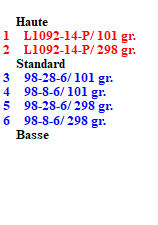 Haute
1 L1092-14-P/ 101 gr.
2 L1092-14-P/ 298 gr.
Standard
3 98-28-6/ 101 gr.
4 98-8-6/ 101 gr.
5 98-28-6/ 298 gr.
6 98-8-6/ 298 gr.
Basse